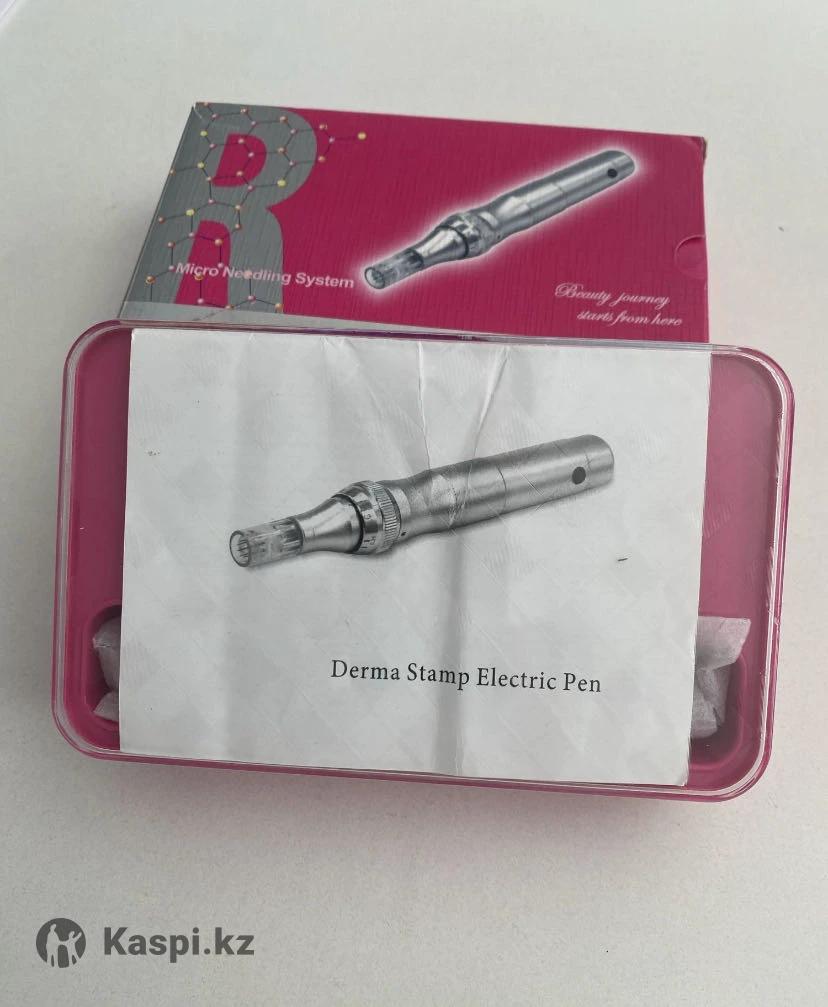 R
Micro Needling System
Beauty journey
starts from here
Derma Stamp Electric Pen
Kaspi.kz